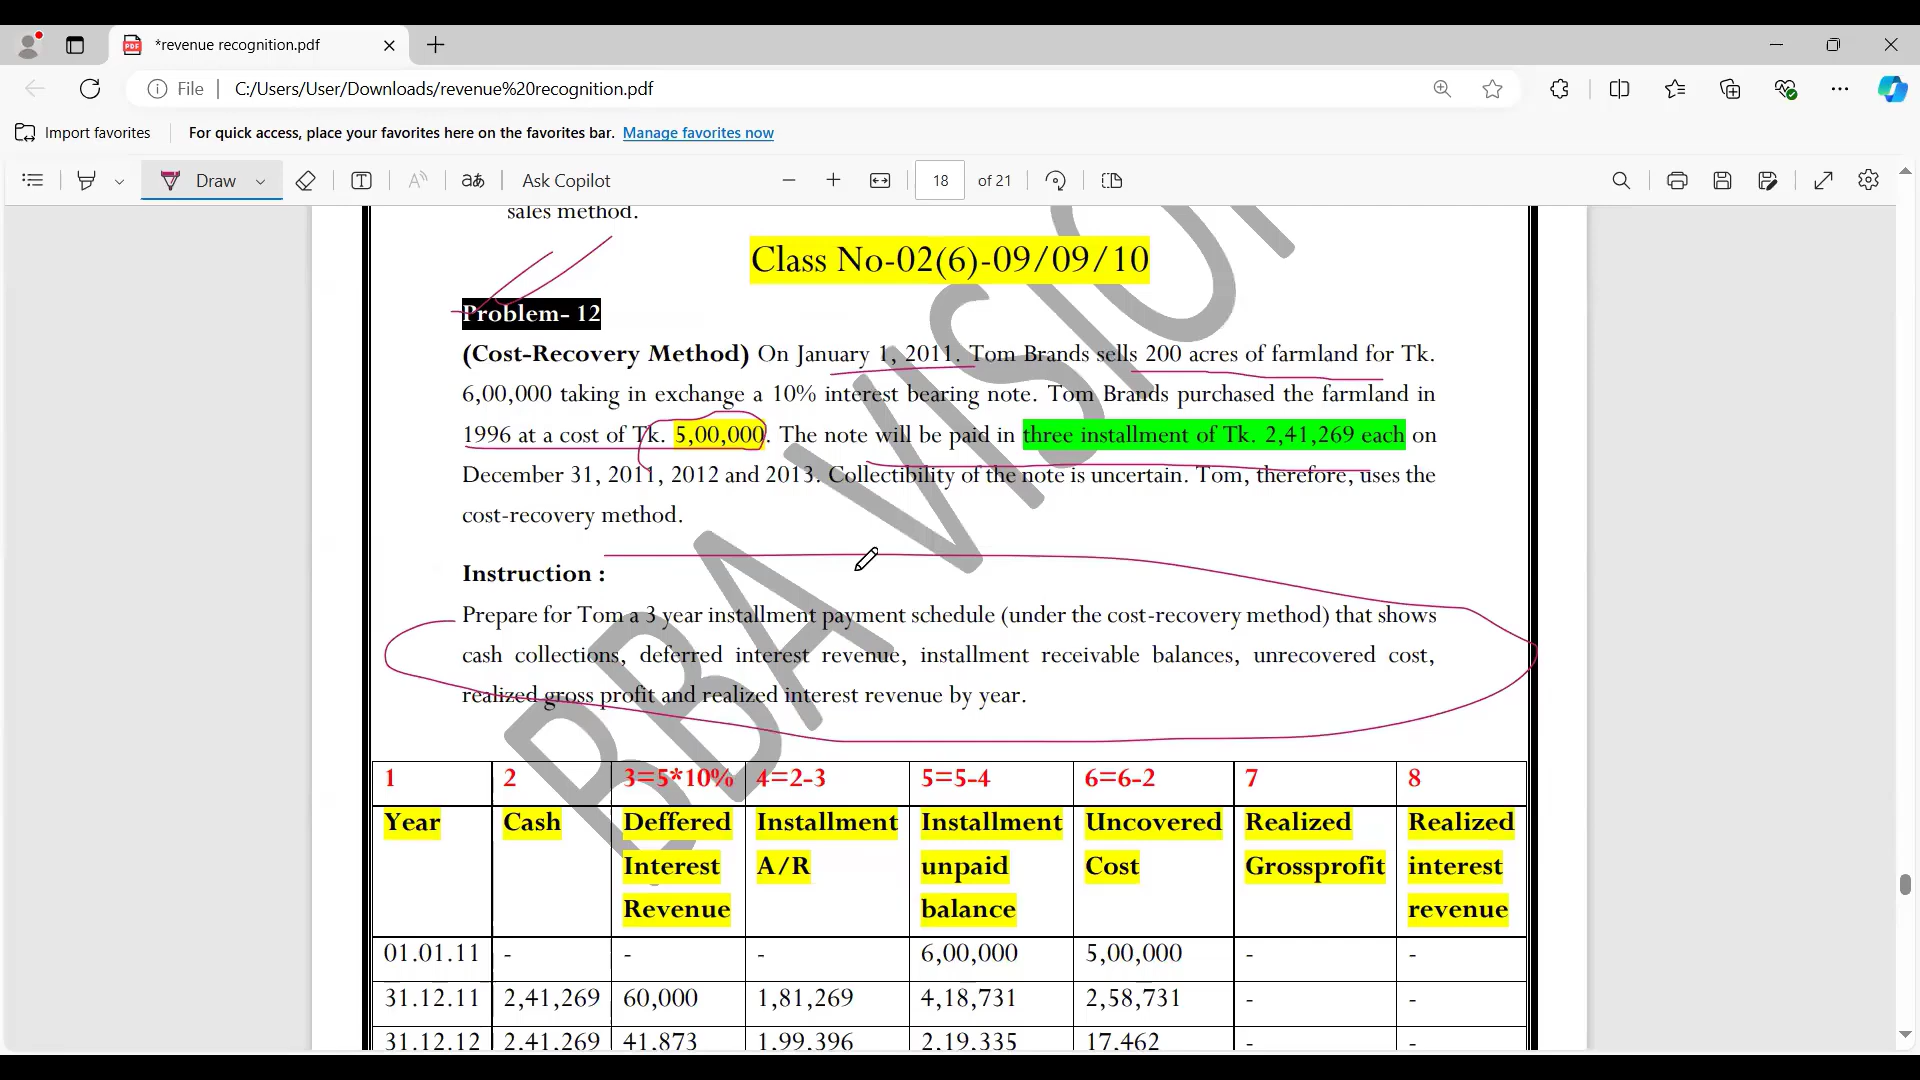 *revenue recognition.pdf
File C:/Users/User/Downloads/revenue%20recognition.pdf
Import favorites For quick access, place your favorites here on the favorites bar. Manage favorites now
Draw T A aあ Ask Copilot 18 of 21
sales method.
Class No-02(6)-09/09/10
Problem- 12
(Cost-Recovery Method) On January 1, 2011. Tom Brands sells 200 acres of farmland for Tk.
6,00,000 taking in exchange a 10% interest bearing note. Tom Brands purchased the farmland in
1996 at a cost of Tk. 5,00,000. The note will be paid in three installment of Tk. 2,41,269 each on
December 31, 2011, 2012 and 2013. Collectibility of the note is uncertain. Tom, therefore, uses the
cost-recovery method.
Instruction :
Prepare for Tom a 3 year installment payment schedule (under the cost-recovery method) that shows
cash collections, deferred interest revenue, installment receivable balances, unrecovered cost,
realized gross profit and realized interest revenue by year.
BBA VISION
1 2 3=5*10% 4=2-3 5=5-4 6=6-2 7 8
Year Cash Deffered Installment Installment Uncovered Realized Realized
Interest A/R unpaid Cost Grossprofit interest
Revenue balance revenue
01.01.11 - - - 6,00,000 5,00,000 - -
31.12.11 2,41,269 60,000 1,81,269 4,18,731 2,58,731 - -
31.12.12 2,41,269 41,873 1,99,396 2,19,335 17,462 - -